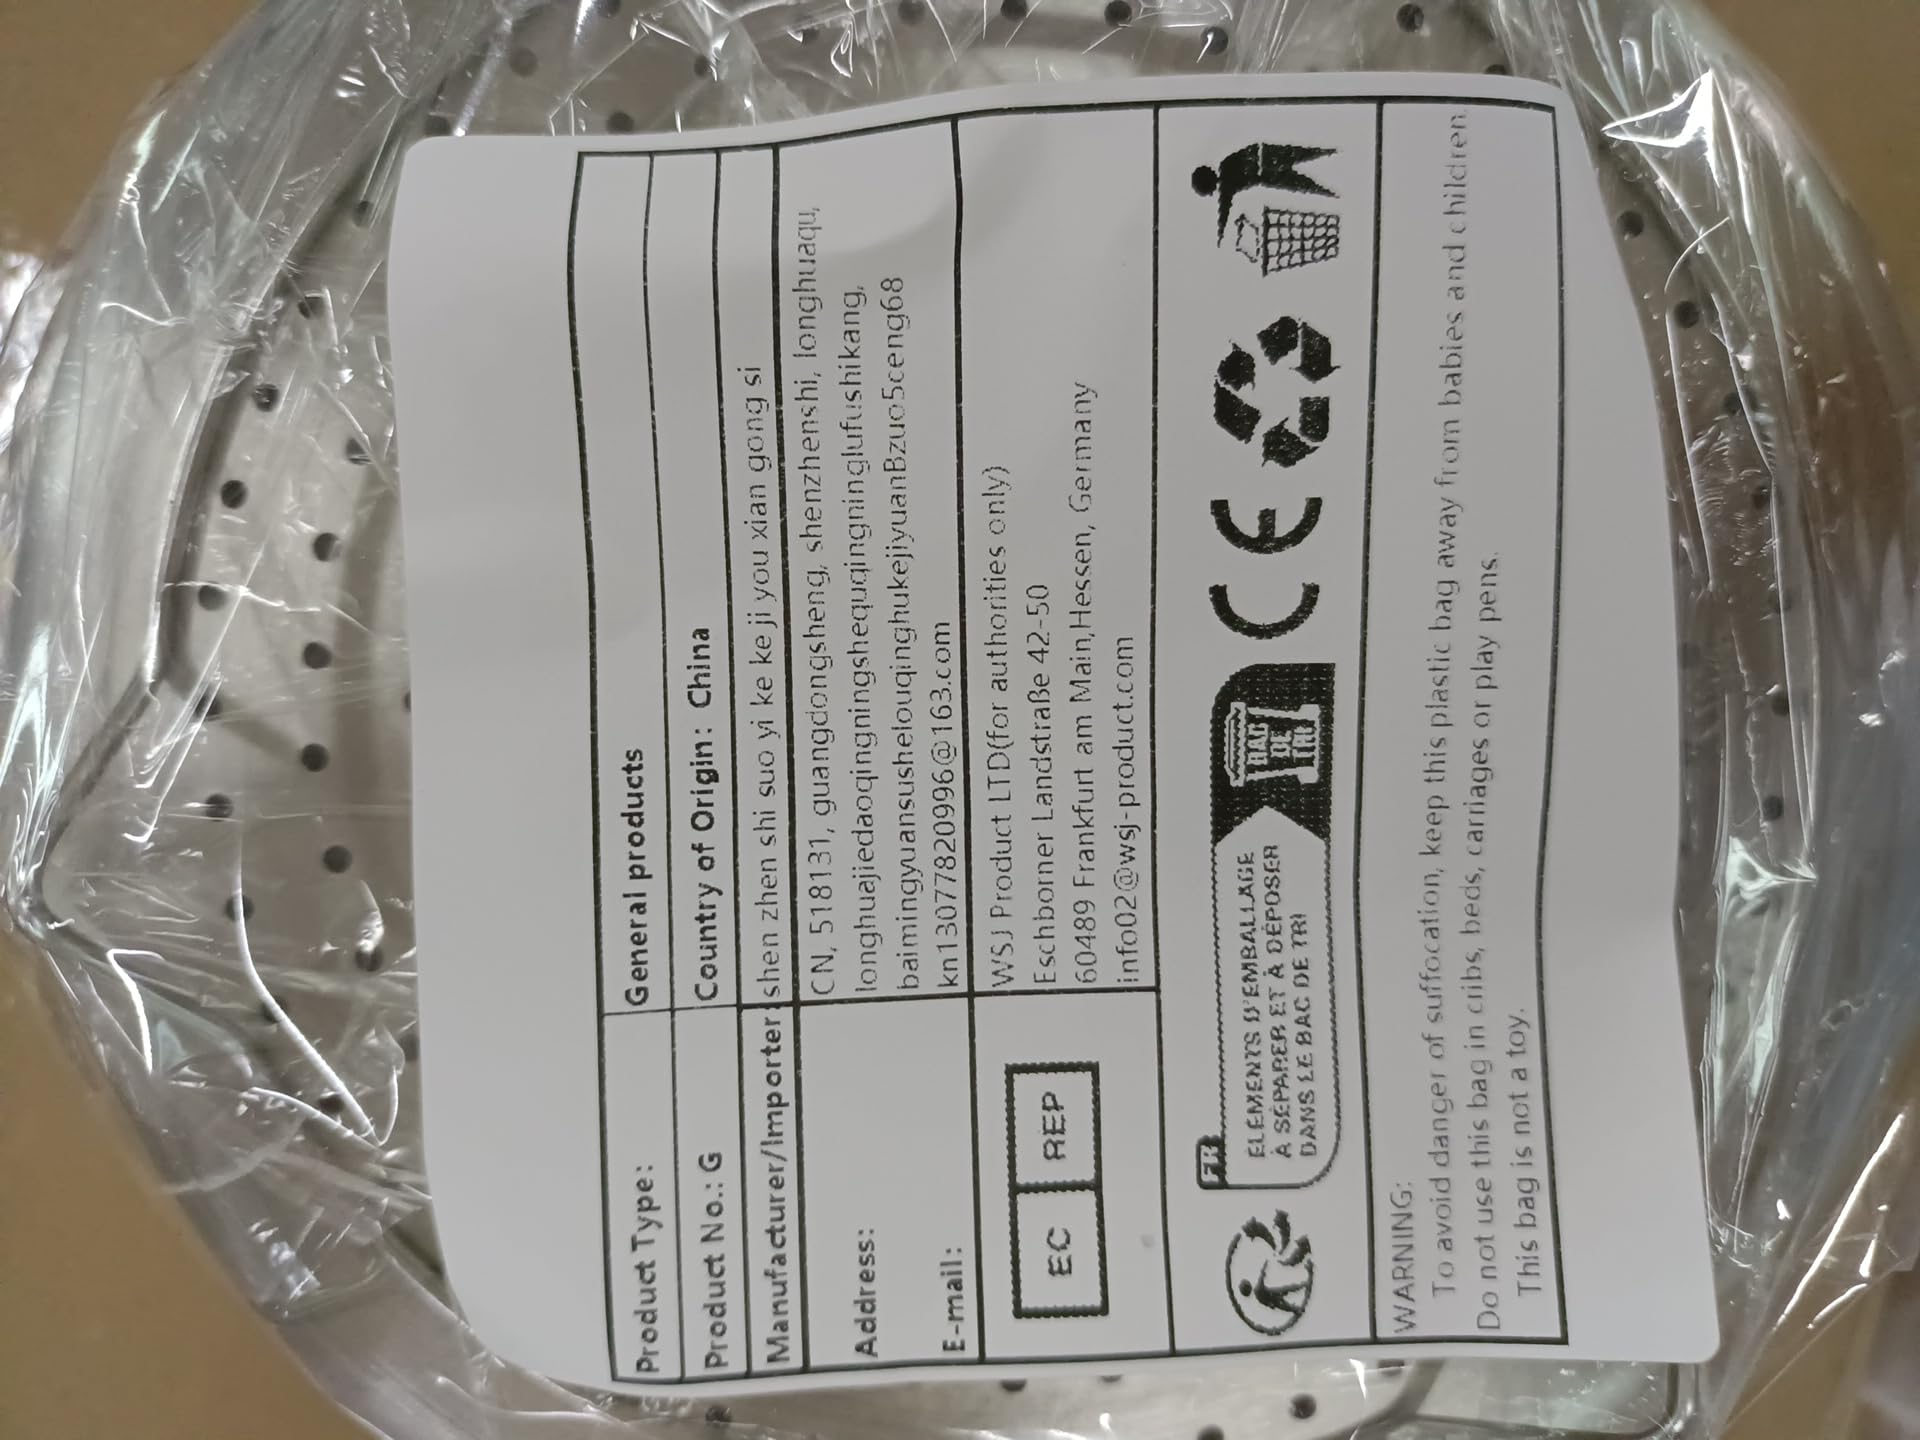 Product Type: General products
Product No.: G Country of Origin: China
Manufacturer/Importer: shen zhen shi suo yi ke ke ji you xian gong si
Address: CN, 518131, guangdongsheng, shenzhenshi, longhuaqu,
longhuajiedaoqingningshequqingninglufushikang,
baimingyuansushelouqinghukejiyuanBzuo5ceng68
E-mail: kn13077820996@163.com
EC REP
WSJ Product LTD(for authorities only)
Eschborner Landstraße 42-50
60489 Frankfurt am Main,Hessen, Germany
info02@wsj-product.com
FR
ELEMENTS D'EMBALLAGE
À SÉPARER ET À DÉPOSER
DANS LE BAC DE TRI
BAC
DE
TRI
CE
WARNING:
To avoid danger of suffocation, keep this plastic bag away from babies and children.
Do not use this bag in cribs, beds, carriages or play pens.
This bag is not a toy.